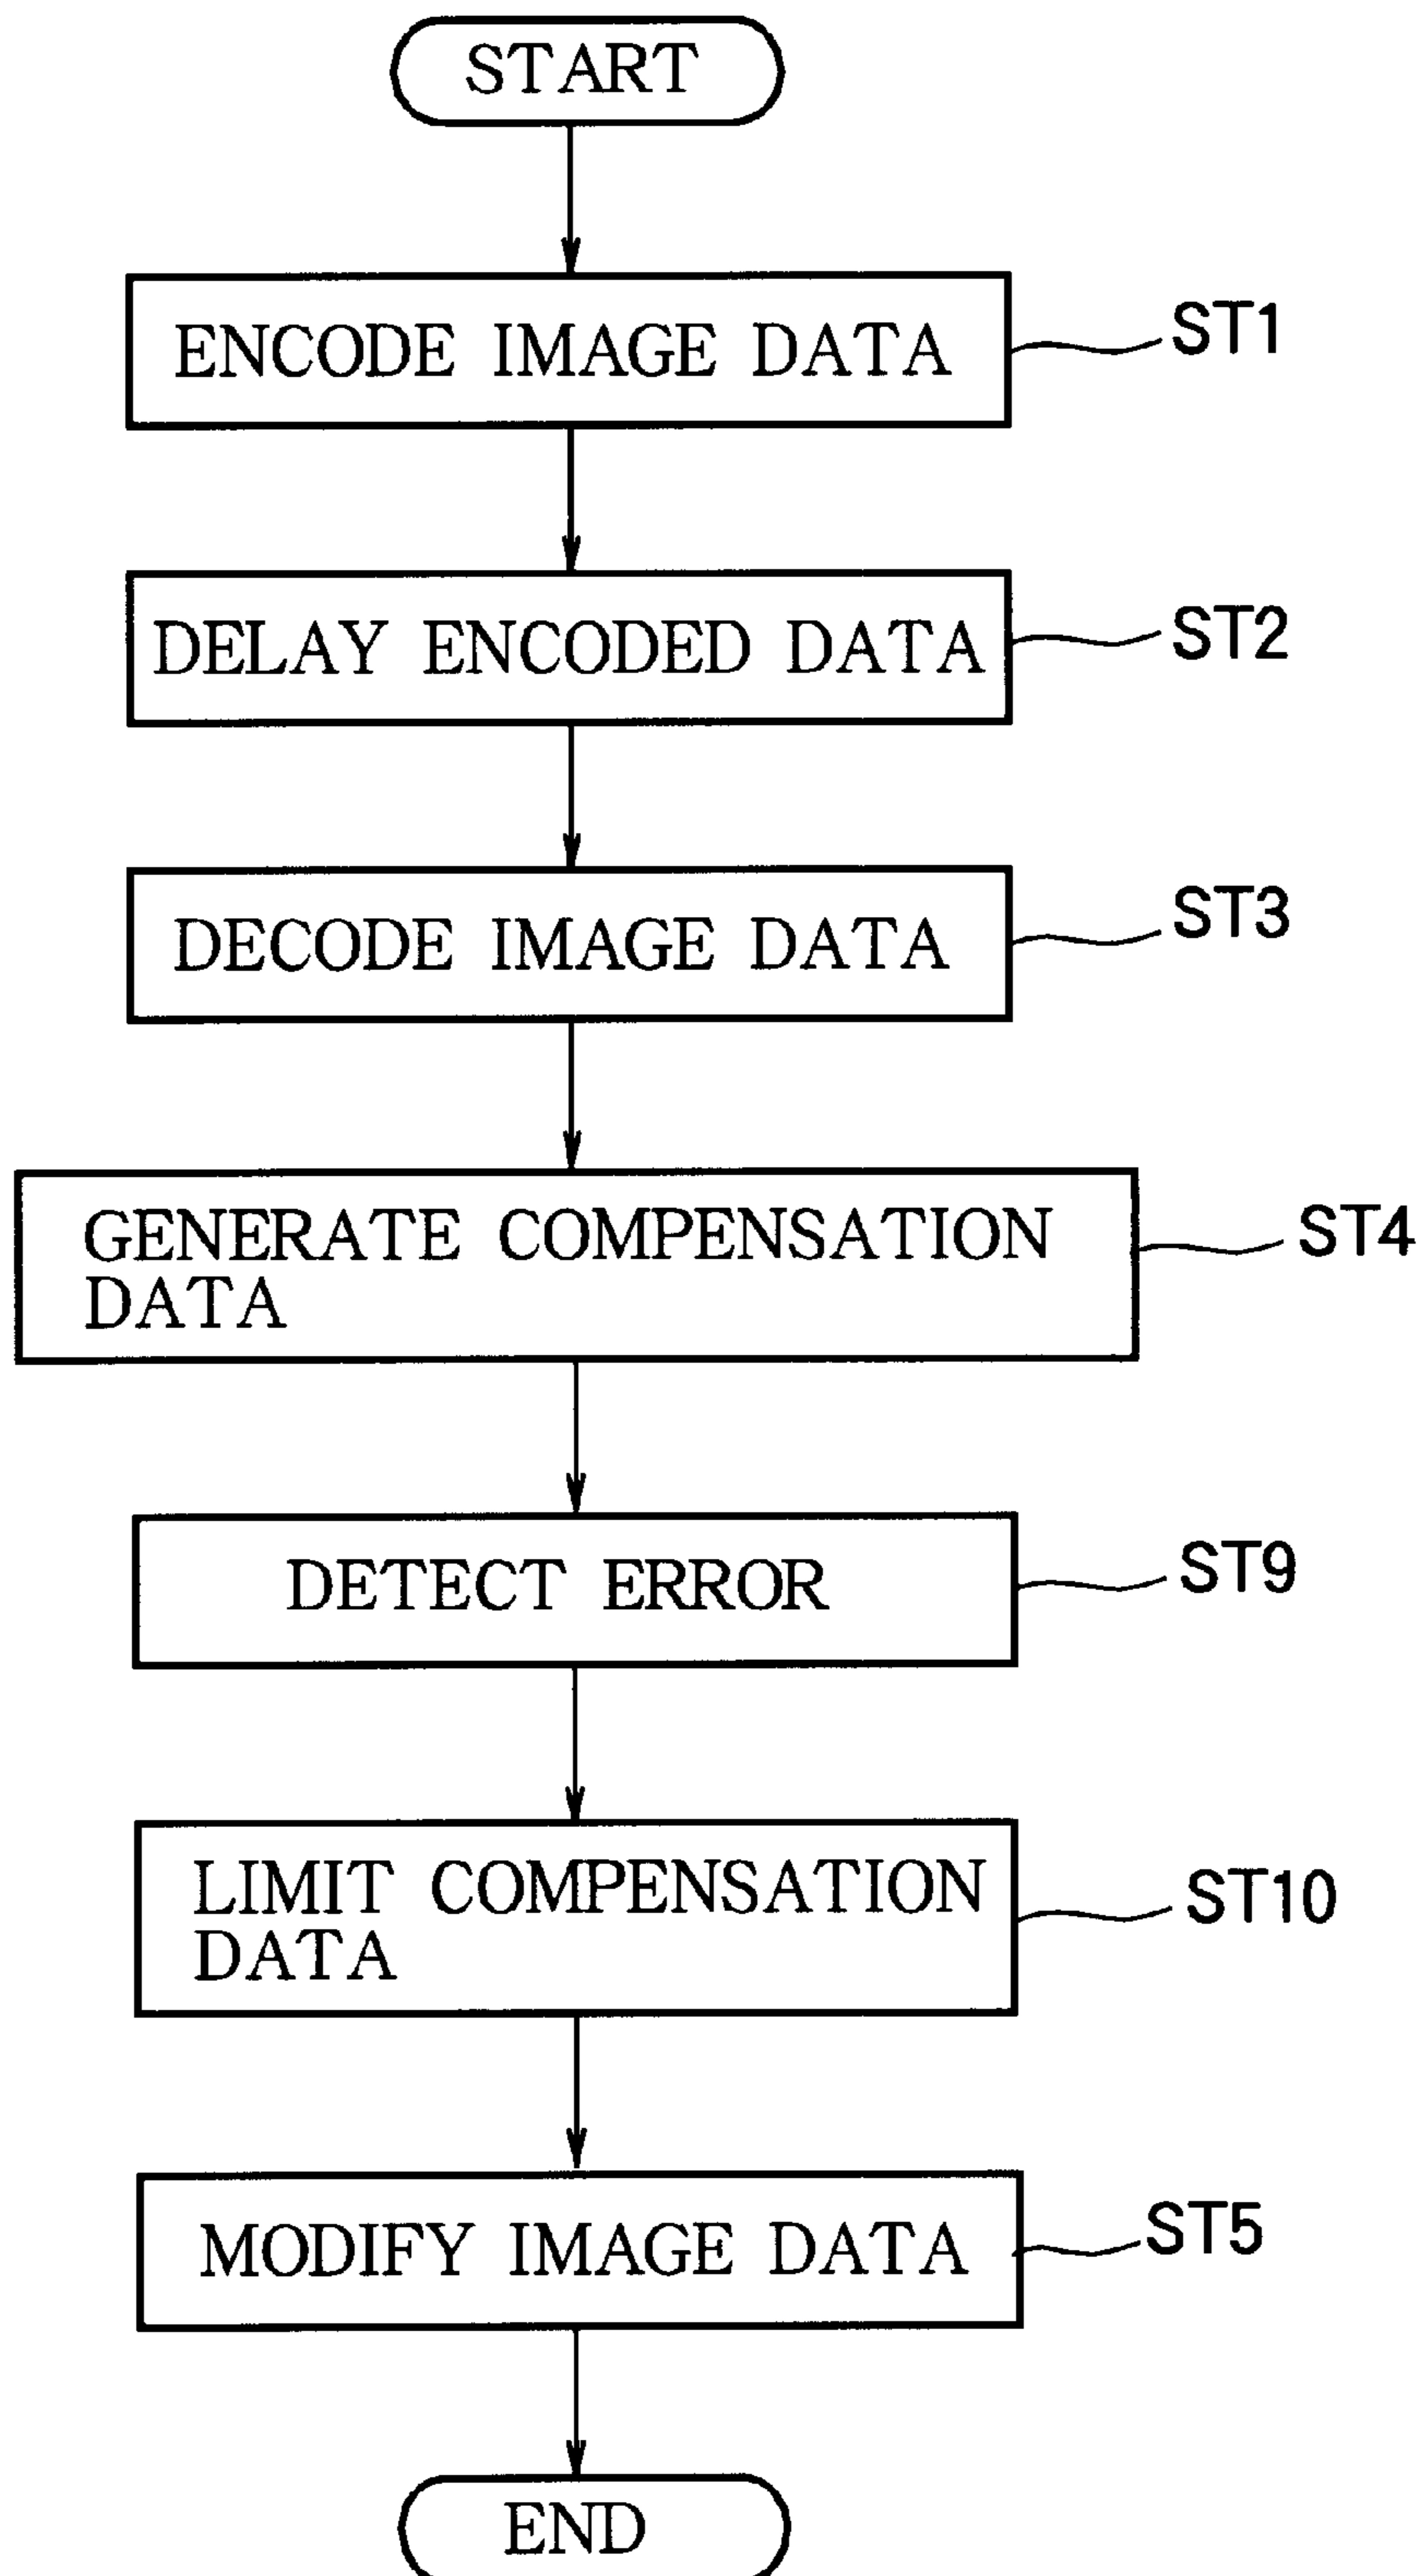 START
ENCODE IMAGE DATA
ST1
DELAY ENCODED DATA
ST2
DECODE IMAGE DATA
ST3
GENERATE COMPENSATION
DATA
ST4
DETECT ERROR
ST9
LIMIT COMPENSATION
DATA
ST10
MODIFY IMAGE DATA
ST5
END